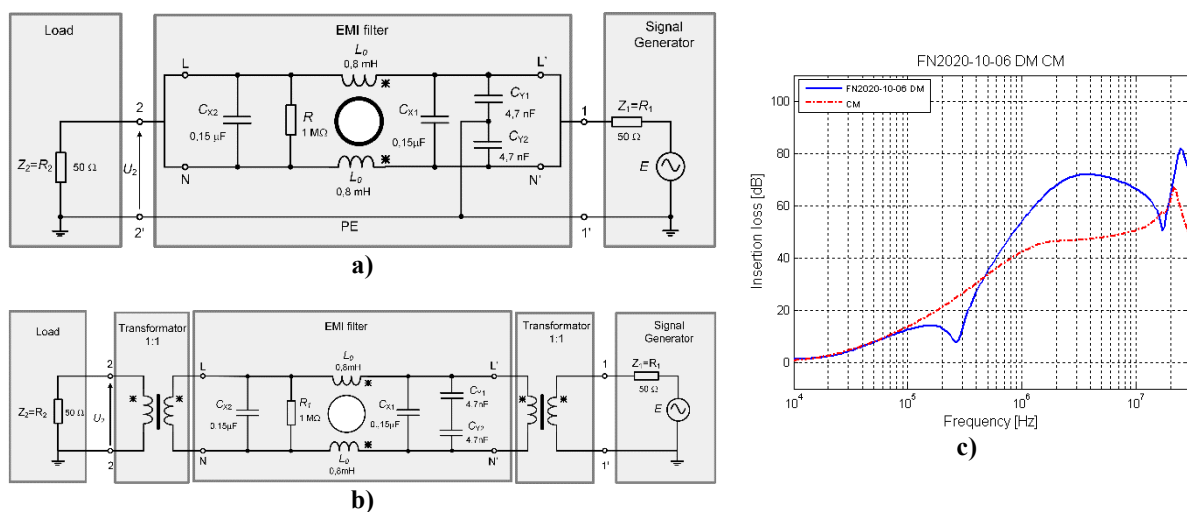 Load
EMI filter
Signal
Generator
L
L0
0,8 mH
L'
CX2
0,15 µF
R
1 MΩ
CX1
0,15µF
CY1
4,7 nF
CY2
4,7 nF
2
1
Z1=R1
50 Ω
Z2=R2
50 Ω
U2
E
N
L0
0,8 mH
N'
2'
PE
1'
a)
Load
Transformator
1:1
EMI filter
Transformator
1:1
Signal
Generator
2
L
L0
0,8mH
L'
1
Z1=R1
50 Ω
Z2=R2
50 Ω
U2
CX2
0.15µF
1 MΩ
CX1
0.,15µF
CY1
4.7nF
CY2
4.7nF
E
2
N
L0
0,8mH
N'
1'
b)
FN2020-10-06 DM CM
FN2020-10-06 DM
CM
Insertion loss [dB]
100
80
60
40
20
0
10^4
10^5
10^6
10^7
Frequency [Hz]
c)